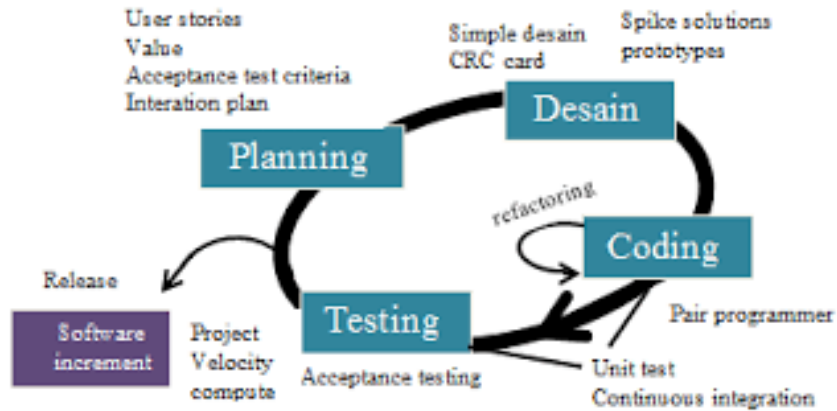 User stories
Value
Acceptance test criteria
Interation plan
Simple desain
CRC card
Spike solutions
prototypes
Desain
Planning
refactoring
Coding
Release
Software
increment
Project
Velocity
compute
Testing
Acceptance testing
Pair programmer
Unit test
Continuous integration